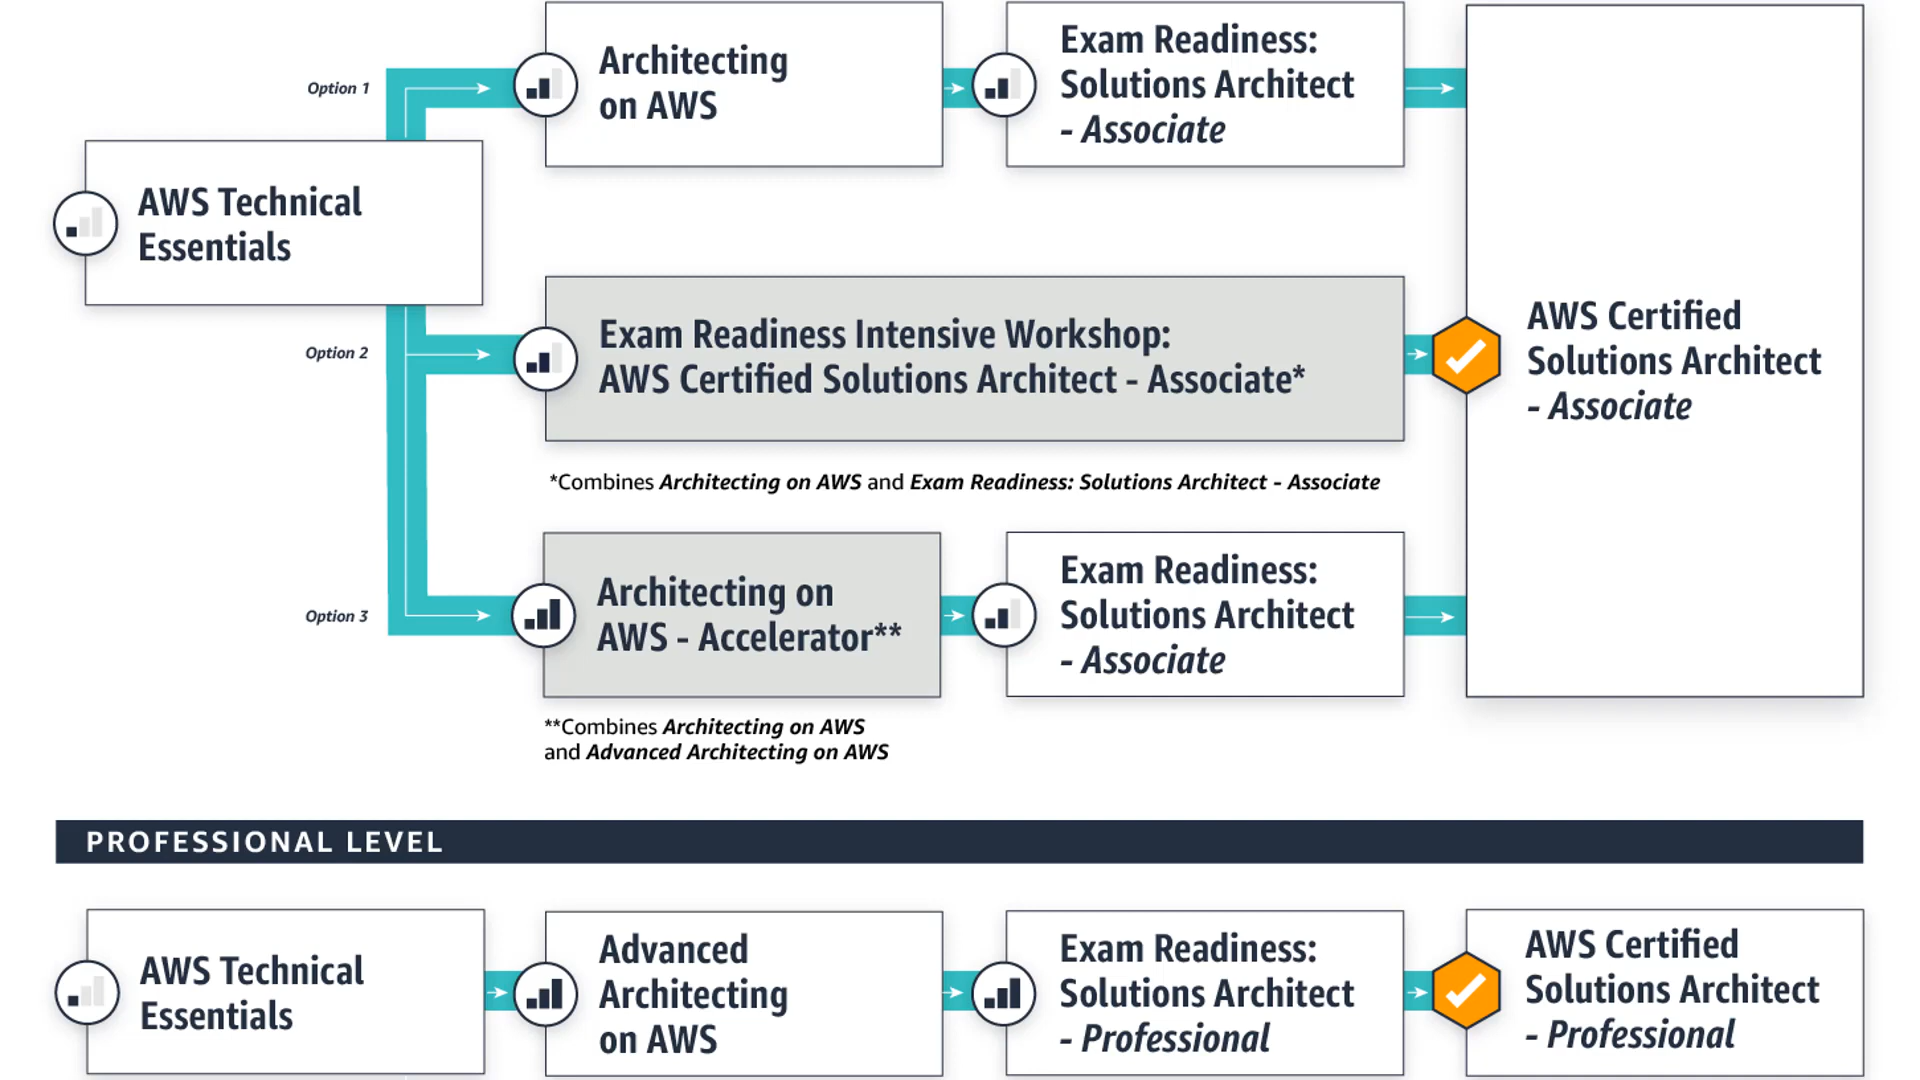 Option 1
Architecting
on AWS
Exam Readiness:
Solutions Architect
- Associate
AWS Technical
Essentials
Option 2
Exam Readiness Intensive Workshop:
AWS Certified Solutions Architect - Associate*
*Combines Architecting on AWS and Exam Readiness: Solutions Architect - Associate
AWS Certified
Solutions Architect
- Associate
Option 3
Architecting on
AWS - Accelerator**
Exam Readiness:
Solutions Architect
- Associate
**Combines Architecting on AWS
and Advanced Architecting on AWS
PROFESSIONAL LEVEL
AWS Technical
Essentials
Advanced
Architecting
on AWS
Exam Readiness:
Solutions Architect
- Professional
AWS Certified
Solutions Architect
- Professional